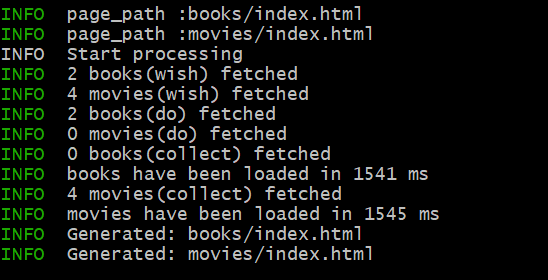 INFO  page_path :books/index.html
INFO  page_path :movies/index.html
INFO  Start processing
INFO  2 books(wish) fetched
INFO  4 movies(wish) fetched
INFO  2 books(do) fetched
INFO  0 movies(do) fetched
INFO  0 books(collect) fetched
INFO  books have been loaded in 1541 ms
INFO  4 movies(collect) fetched
INFO  movies have been loaded in 1545 ms
INFO  Generated: books/index.html
INFO  Generated: movies/index.html